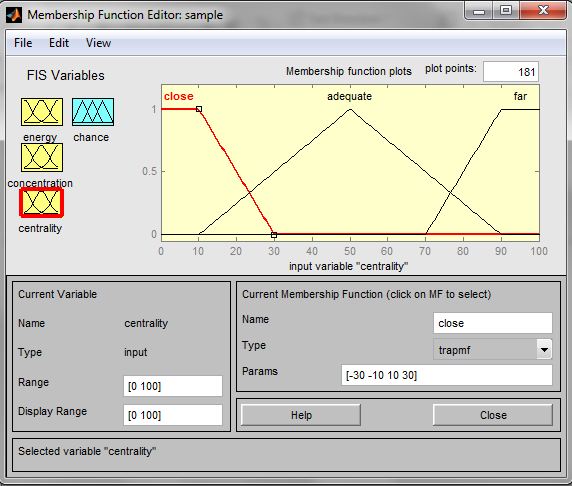 Membership Function Editor: sample
File Edit View
FIS Variables
Membership function plots plot points: 181
energy chance
concentration
centrality
close adequate far
1
0.5
0
0 10 20 30 40 50 60 70 80 90 100
input variable "centrality"
Current Variable
Name centrality
Type input
Range [0 100]
Display Range [0 100]
Current Membership Function (click on MF to select)
Name close
Type trapmf
Params [-30 -10 10 30]
Help Close
Selected variable "centrality"